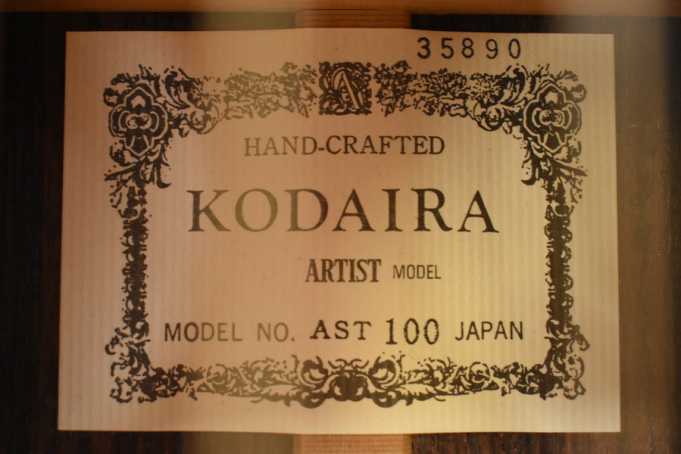 35890
A
HAND-CRAFTED
KODAIRA
ARTIST MODEL
MODEL NO. AST 100 JAPAN